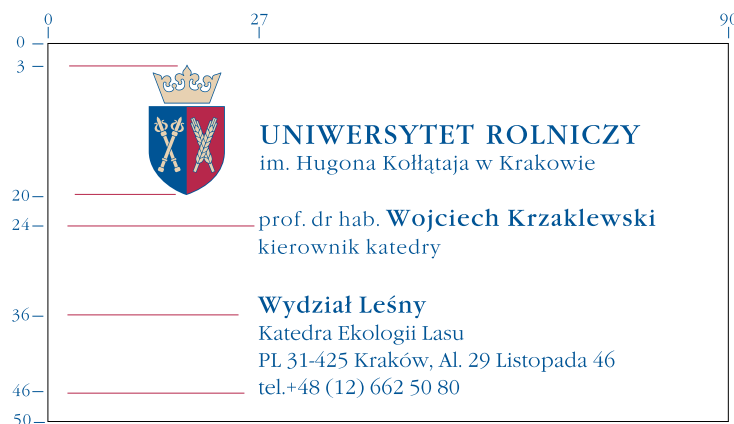 0 27 90
0
3
UNIWERSYTET ROLNICZY
im. Hugona Kołłątaja w Krakowie
20
24
prof. dr hab. Wojciech Krzaklewski
kierownik katedry
36
Wydział Leśny
Katedra Ekologii Lasu
PL 31-425 Kraków, Al. 29 Listopada 46
46
tel.+48 (12) 662 50 80
50